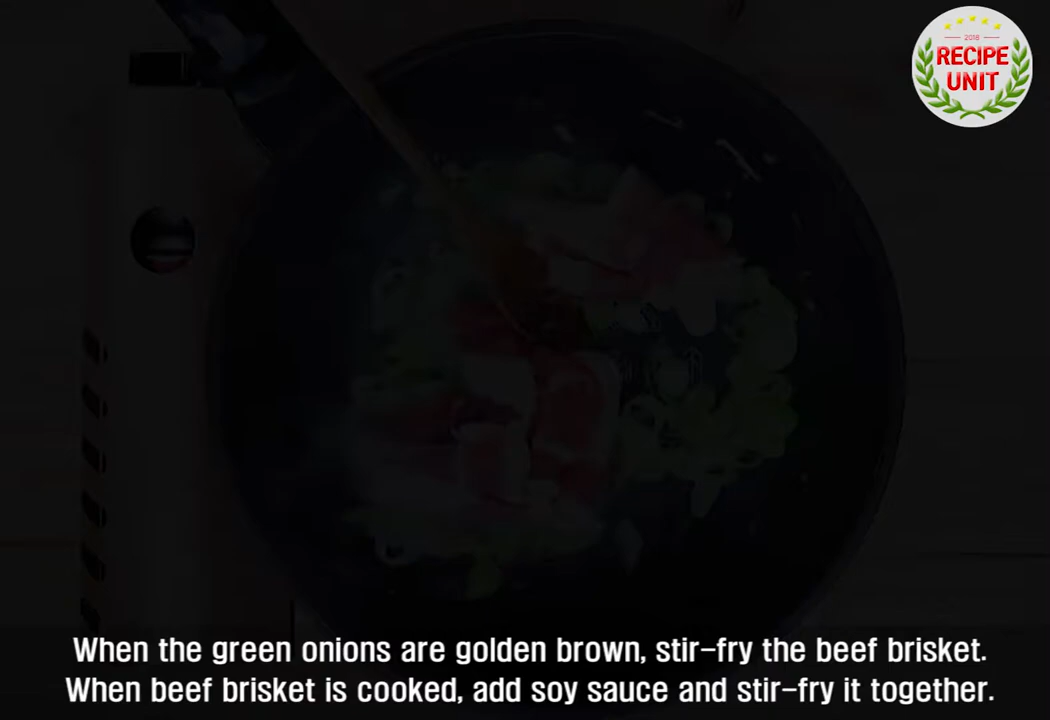 2018
RECIPE
UNIT
When the green onions are golden brown, stir-fry the beef brisket.
When beef brisket is cooked, add soy sauce and stir-fry it together.